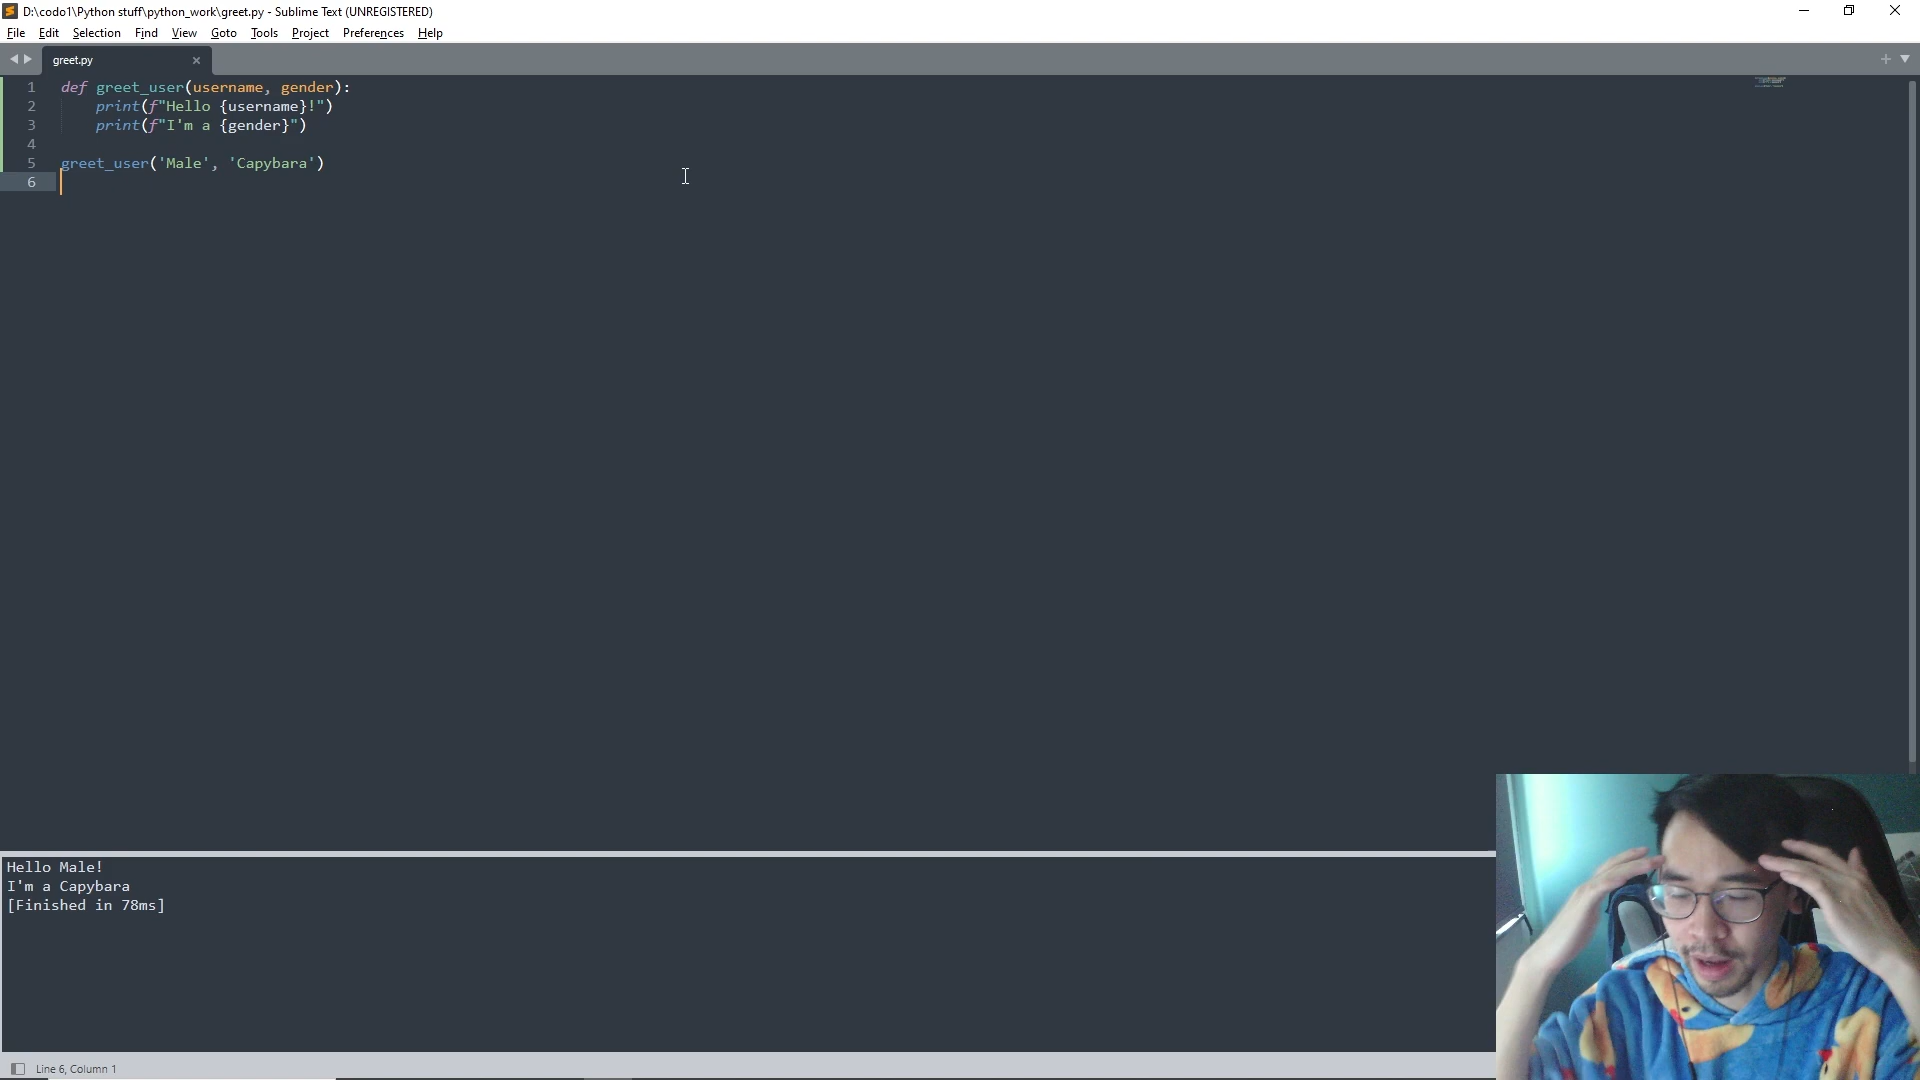 D:\codo1\Python stuff\python_work\greet.py - Sublime Text (UNREGISTERED)
File Edit Selection Find View Goto Tools Project Preferences Help
greet.py
1 def greet_user(username, gender):
2     print(f"Hello {username}!")
3     print(f"I'm a {gender}")
4
5 greet_user('Male', 'Capybara')
6
Hello Male!
I'm a Capybara
[Finished in 78ms]
Line 6, Column 1